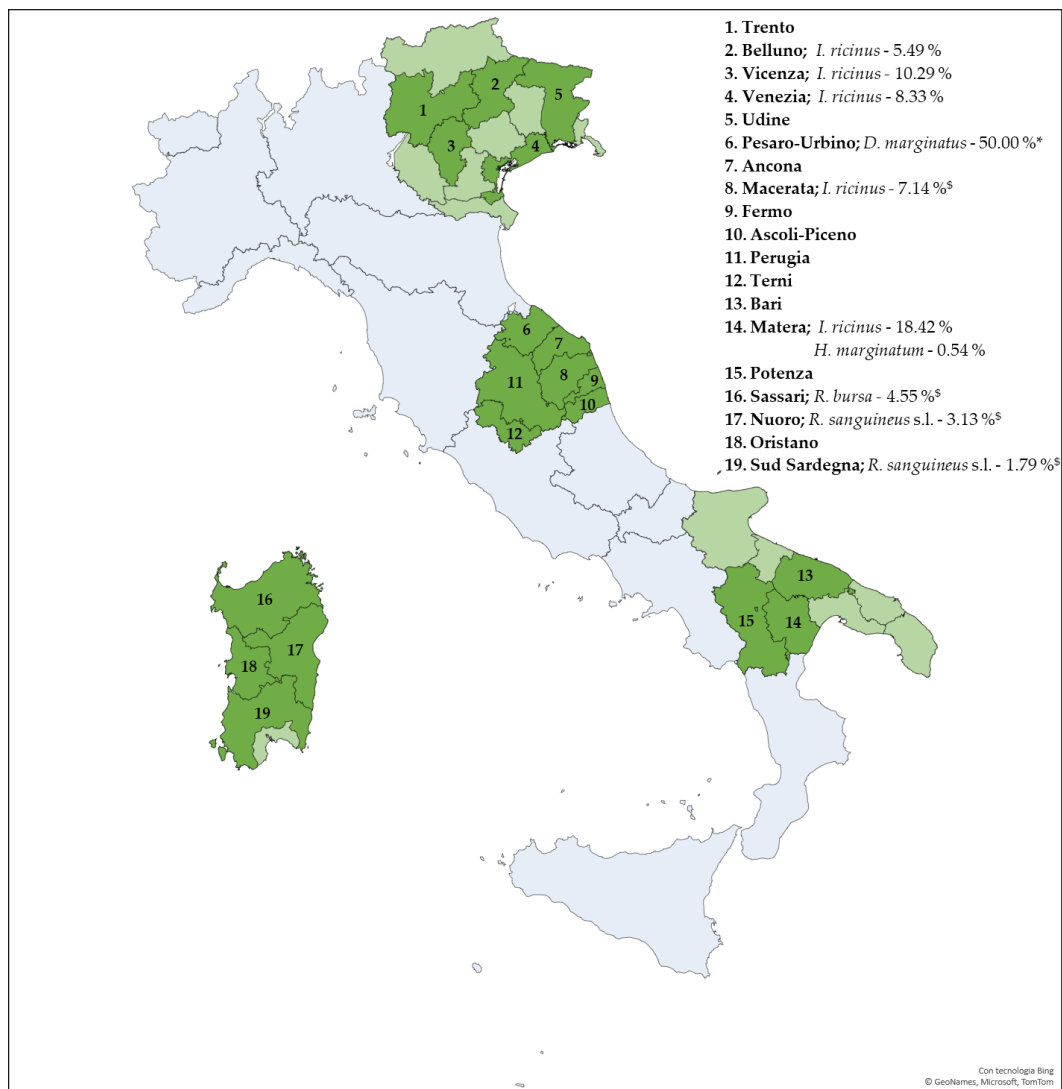 1. Trento
2. Belluno; I. ricinus - 5.49 %
3. Vicenza; I. ricinus - 10.29 %
4. Venezia; I. ricinus - 8.33 %
5. Udine
6. Pesaro-Urbino; D. marginatus - 50.00 %*
7. Ancona
8. Macerata; I. ricinus - 7.14 %$
9. Fermo
10. Ascoli-Piceno
11. Perugia
12. Terni
13. Bari
14. Matera; I. ricinus - 18.42 %
H. marginatum - 0.54 %
15. Potenza
16. Sassari; R. bursa - 4.55 %$
17. Nuoro; R. sanguineus s.l. - 3.13 %$
18. Oristano
19. Sud Sardegna; R. sanguineus s.l. - 1.79 %$
1
2
5
3
4
6
7
8
9
11
10
12
13
15
14
16
17
18
19
Con tecnologia Bing
© GeoNames, Microsoft, TomTom